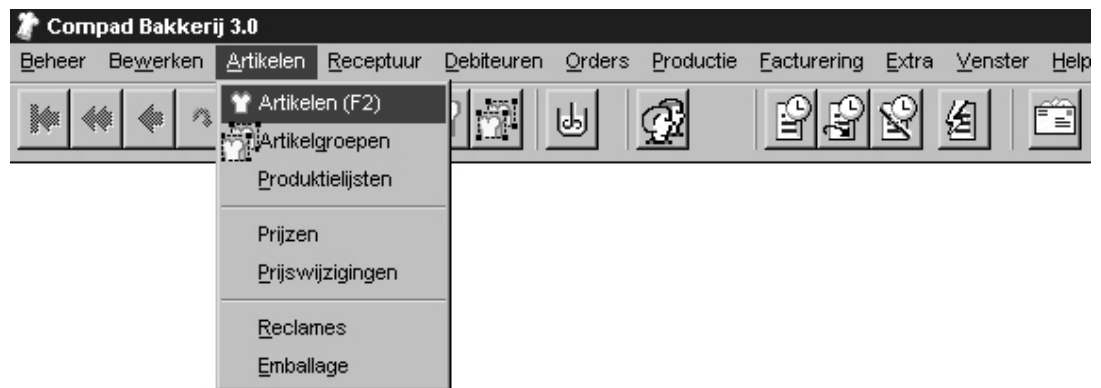 Compad Bakkerij 3.0
Beheer Bewerken Artikelen Receptuur Debiteuren Orders Productie Facturering Extra Venster Help
Artikelen (F2)
Artikelgroepen
Produktielijsten
Prijzen
Prijswijzigingen
Reclames
Emballage